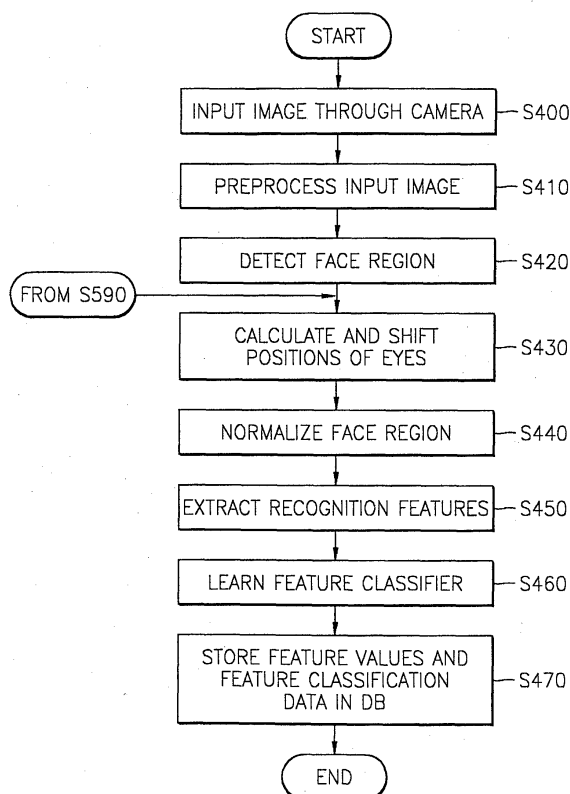 START
INPUT IMAGE THROUGH CAMERA
S400
PREPROCESS INPUT IMAGE
S410
DETECT FACE REGION
S420
FROM S590
CALCULATE AND SHIFT
POSITIONS OF EYES
S430
NORMALIZE FACE REGION
S440
EXTRACT RECOGNITION FEATURES
S450
LEARN FEATURE CLASSIFIER
S460
STORE FEATURE VALUES AND
FEATURE CLASSIFICATION
DATA IN DB
S470
END